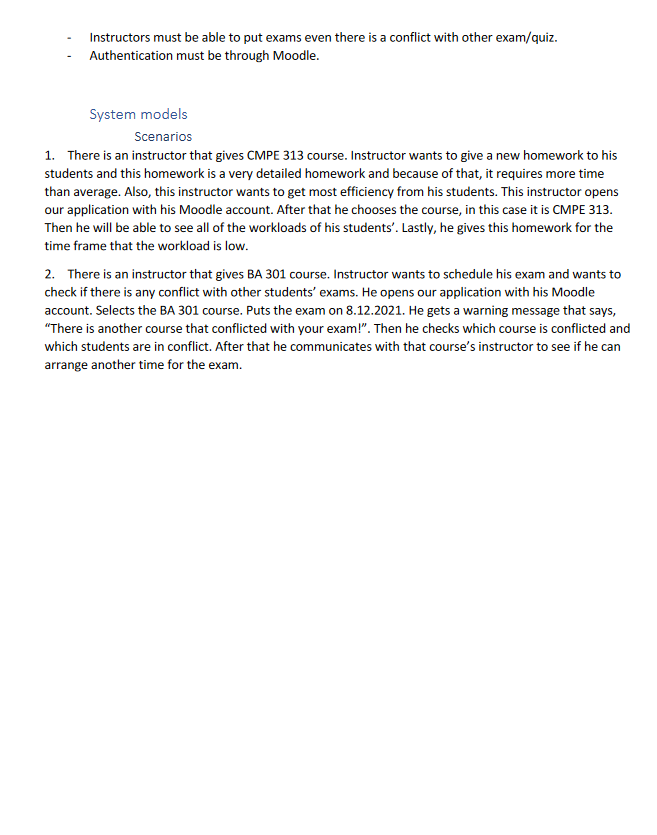 - Instructors must be able to put exams even there is a conflict with other exam/quiz.
- Authentication must be through Moodle.
System models
Scenarios
1. There is an instructor that gives CMPE 313 course. Instructor wants to give a new homework to his
students and this homework is a very detailed homework and because of that, it requires more time
than average. Also, this instructor wants to get most efficiency from his students. This instructor opens
our application with his Moodle account. After that he chooses the course, in this case it is CMPE 313.
Then he will be able to see all of the workloads of his students’. Lastly, he gives this homework for the
time frame that the workload is low.
2. There is an instructor that gives BA 301 course. Instructor wants to schedule his exam and wants to
check if there is any conflict with other students’ exams. He opens our application with his Moodle
account. Selects the BA 301 course. Puts the exam on 8.12.2021. He gets a warning message that says,
“There is another course that conflicted with your exam!”. Then he checks which course is conflicted and
which students are in conflict. After that he communicates with that course’s instructor to see if he can
arrange another time for the exam.